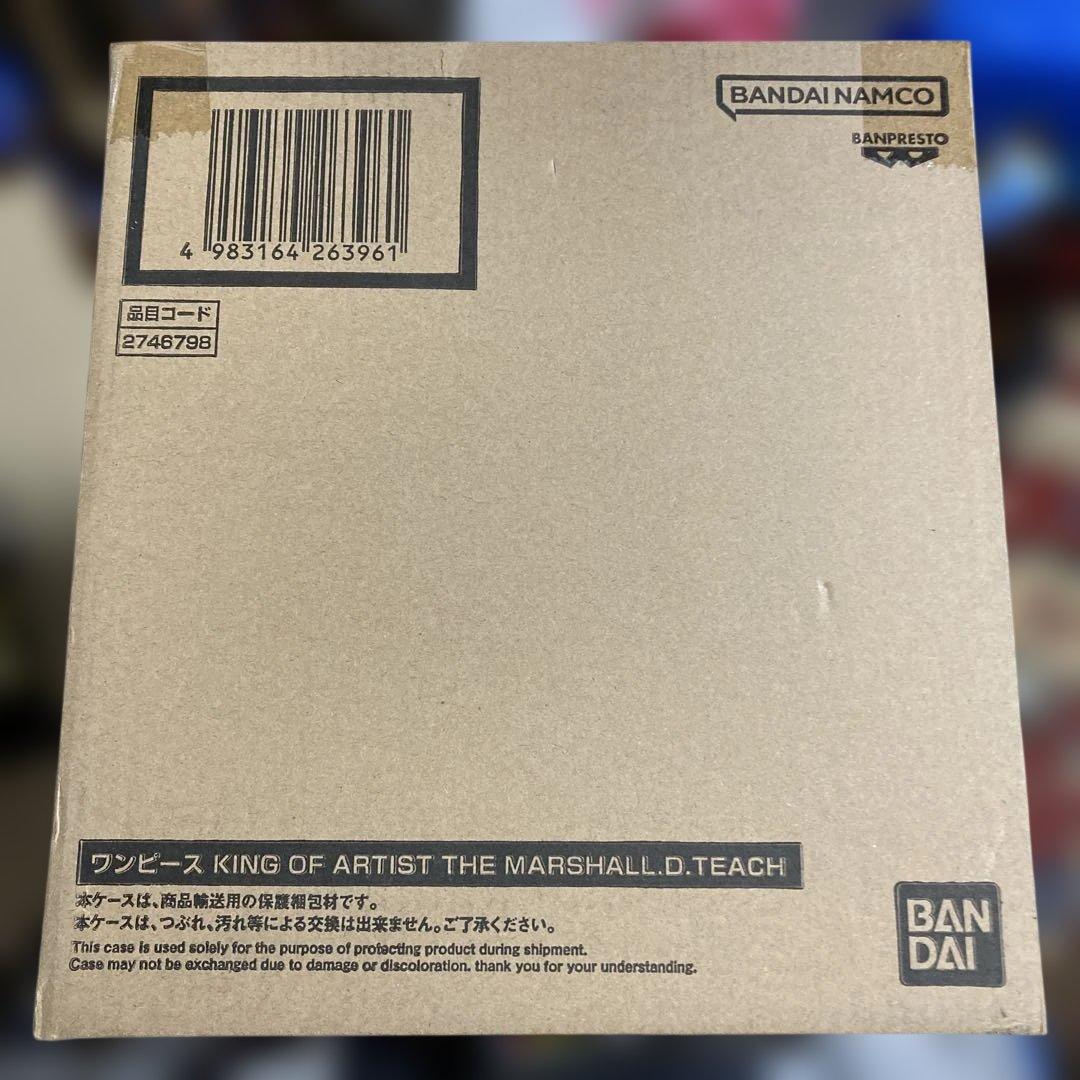 BANDAI NAMCO
BANPRESTO
4 983164 263961
品目コード
2746798
ワンピース KING OF ARTIST THE MARSHALL.D.TEACH
本ケースは、商品輸送用の保護梱包材です。
本ケースは、つぶれ、汚れ等による交換は出来ません。ご了承ください。
This case is used solely for the purpose of protecting product during shipment.
Case may not be exchanged due to damage or discoloration. thank you for your understanding.
BAN
DAI